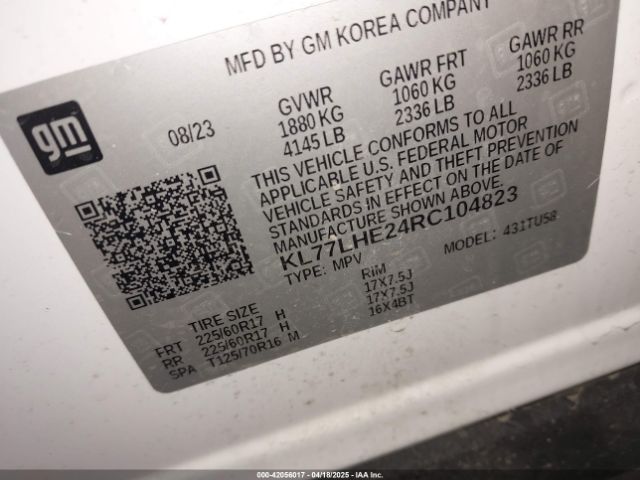 MFD BY GM KOREA COMPANY
gm
08/23
GVWR
1880 KG
4145 LB
GAWR FRT
1060 KG
2336 LB
GAWR RR
1060 KG
2336 LB
THIS VEHICLE CONFORMS TO ALL
APPLICABLE U.S. FEDERAL MOTOR
VEHICLE SAFETY AND THEFT PREVENTION
STANDARDS IN EFFECT ON THE DATE OF
MANUFACTURE SHOWN ABOVE.
KL77LHE24RC104823
TYPE: MPV
MODEL: 431TU58
TIRE SIZE
RIM
FRT 225/60R17 H 17X7.5J
RR 225/60R17 H 17X7.5J
SPA T125/70R16 M 16X4BT
000-42056017 - 04/18/2025 - IAA Inc.